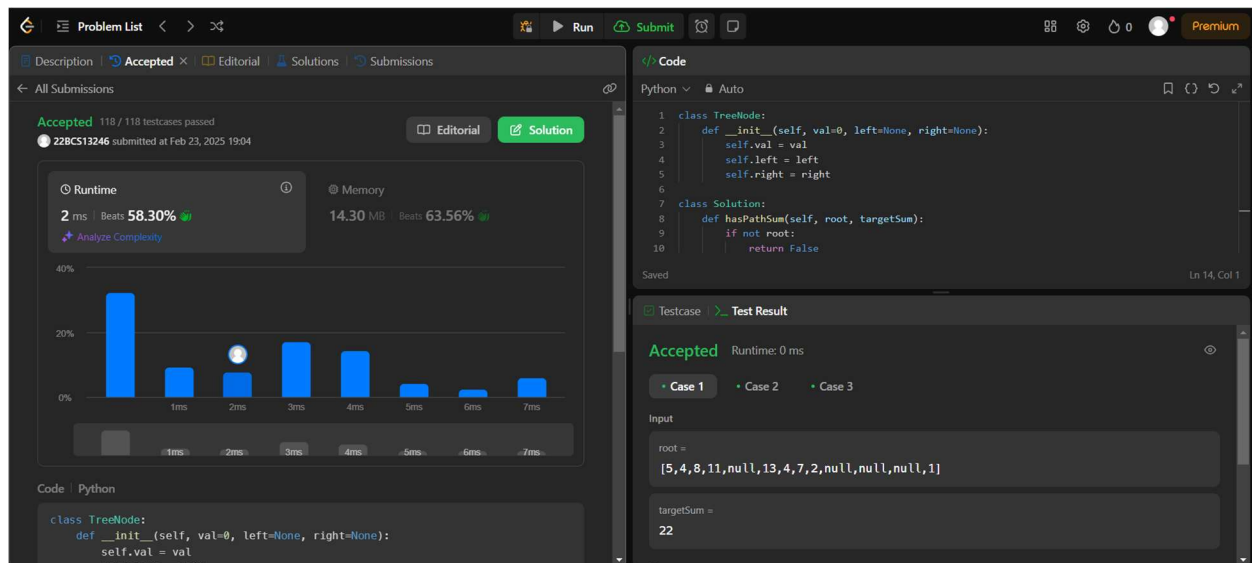 Problem List
Run
Submit
0
Premium
Description
Accepted
Editorial
Solutions
Submissions
All Submissions
Accepted 118 / 118 testcases passed
22BCS13246 submitted at Feb 23, 2025 19:04
Editorial
Solution
Runtime
2 ms Beats 58.30%
Analyze Complexity
Memory
14.30 MB Beats 63.56%
40%
20%
0%
1ms 2ms 3ms 4ms 5ms 6ms 7ms
1ms 2ms 3ms 4ms 5ms 6ms 7ms
Code Python
class TreeNode:
def __init__(self, val=0, left=None, right=None):
self.val = val
</> Code
Python Auto
1 class TreeNode:
2 def __init__(self, val=0, left=None, right=None):
3 self.val = val
4 self.left = left
5 self.right = right
6
7 class Solution:
8 def hasPathSum(self, root, targetSum):
9 if not root:
10 return False
Saved
Ln 14, Col 1
Testcase
>_ Test Result
Accepted Runtime: 0 ms
• Case 1 • Case 2 • Case 3
Input
root =
[5,4,8,11,null,13,4,7,2,null,null,null,1]
targetSum =
22